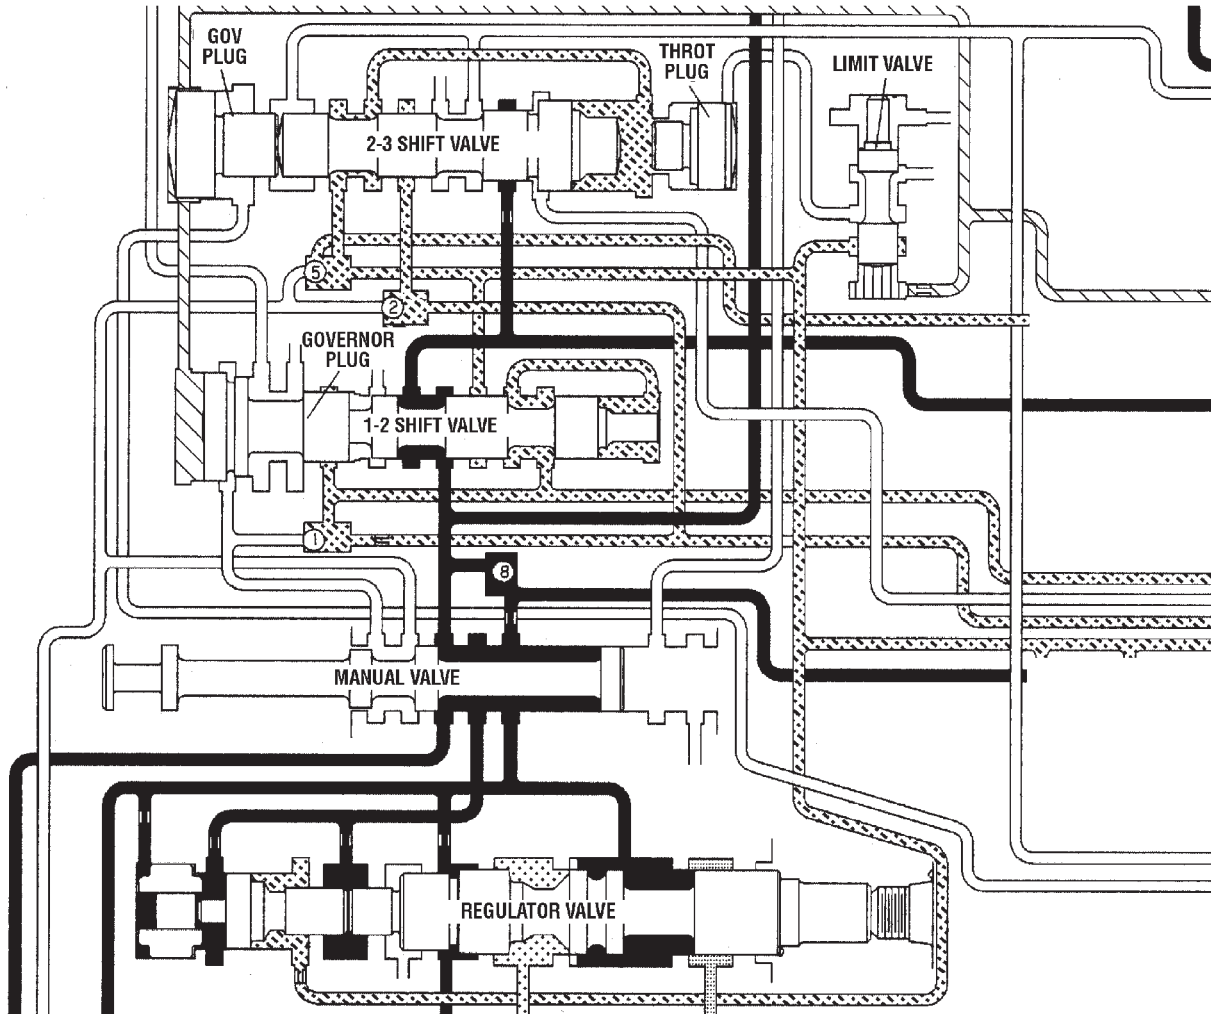 GOV
PLUG
THROT
PLUG
LIMIT VALVE
2-3 SHIFT VALVE
5
2
GOVERNOR
PLUG
1-2 SHIFT VALVE
1
8
MANUAL VALVE
REGULATOR VALVE